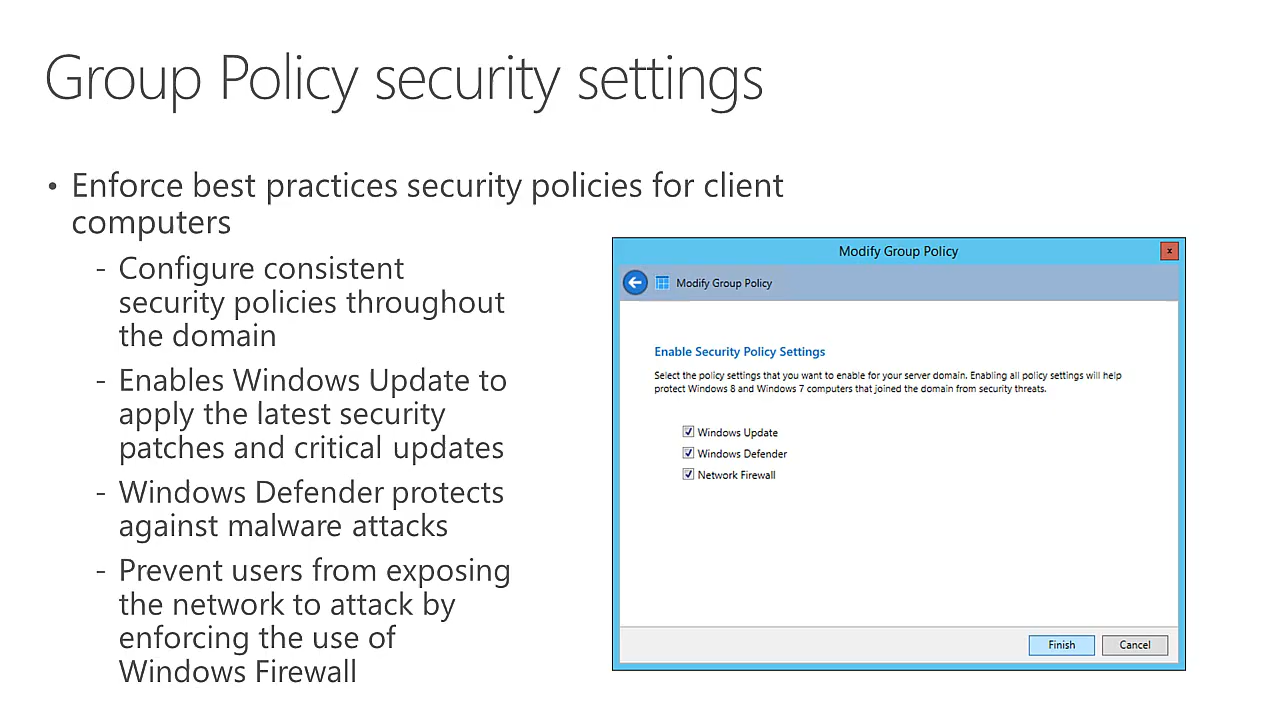 Group Policy security settings
• Enforce best practices security policies for client
computers
- Configure consistent
security policies throughout
the domain
- Enables Windows Update to
apply the latest security
patches and critical updates
- Windows Defender protects
against malware attacks
- Prevent users from exposing
the network to attack by
enforcing the use of
Windows Firewall
Modify Group Policy
x
Modify Group Policy
Enable Security Policy Settings
Select the policy settings that you want to enable for your server domain. Enabling all policy settings will help
protect Windows 8 and Windows 7 computers that joined the domain from security threats.
Windows Update
Windows Defender
Network Firewall
Finish
Cancel